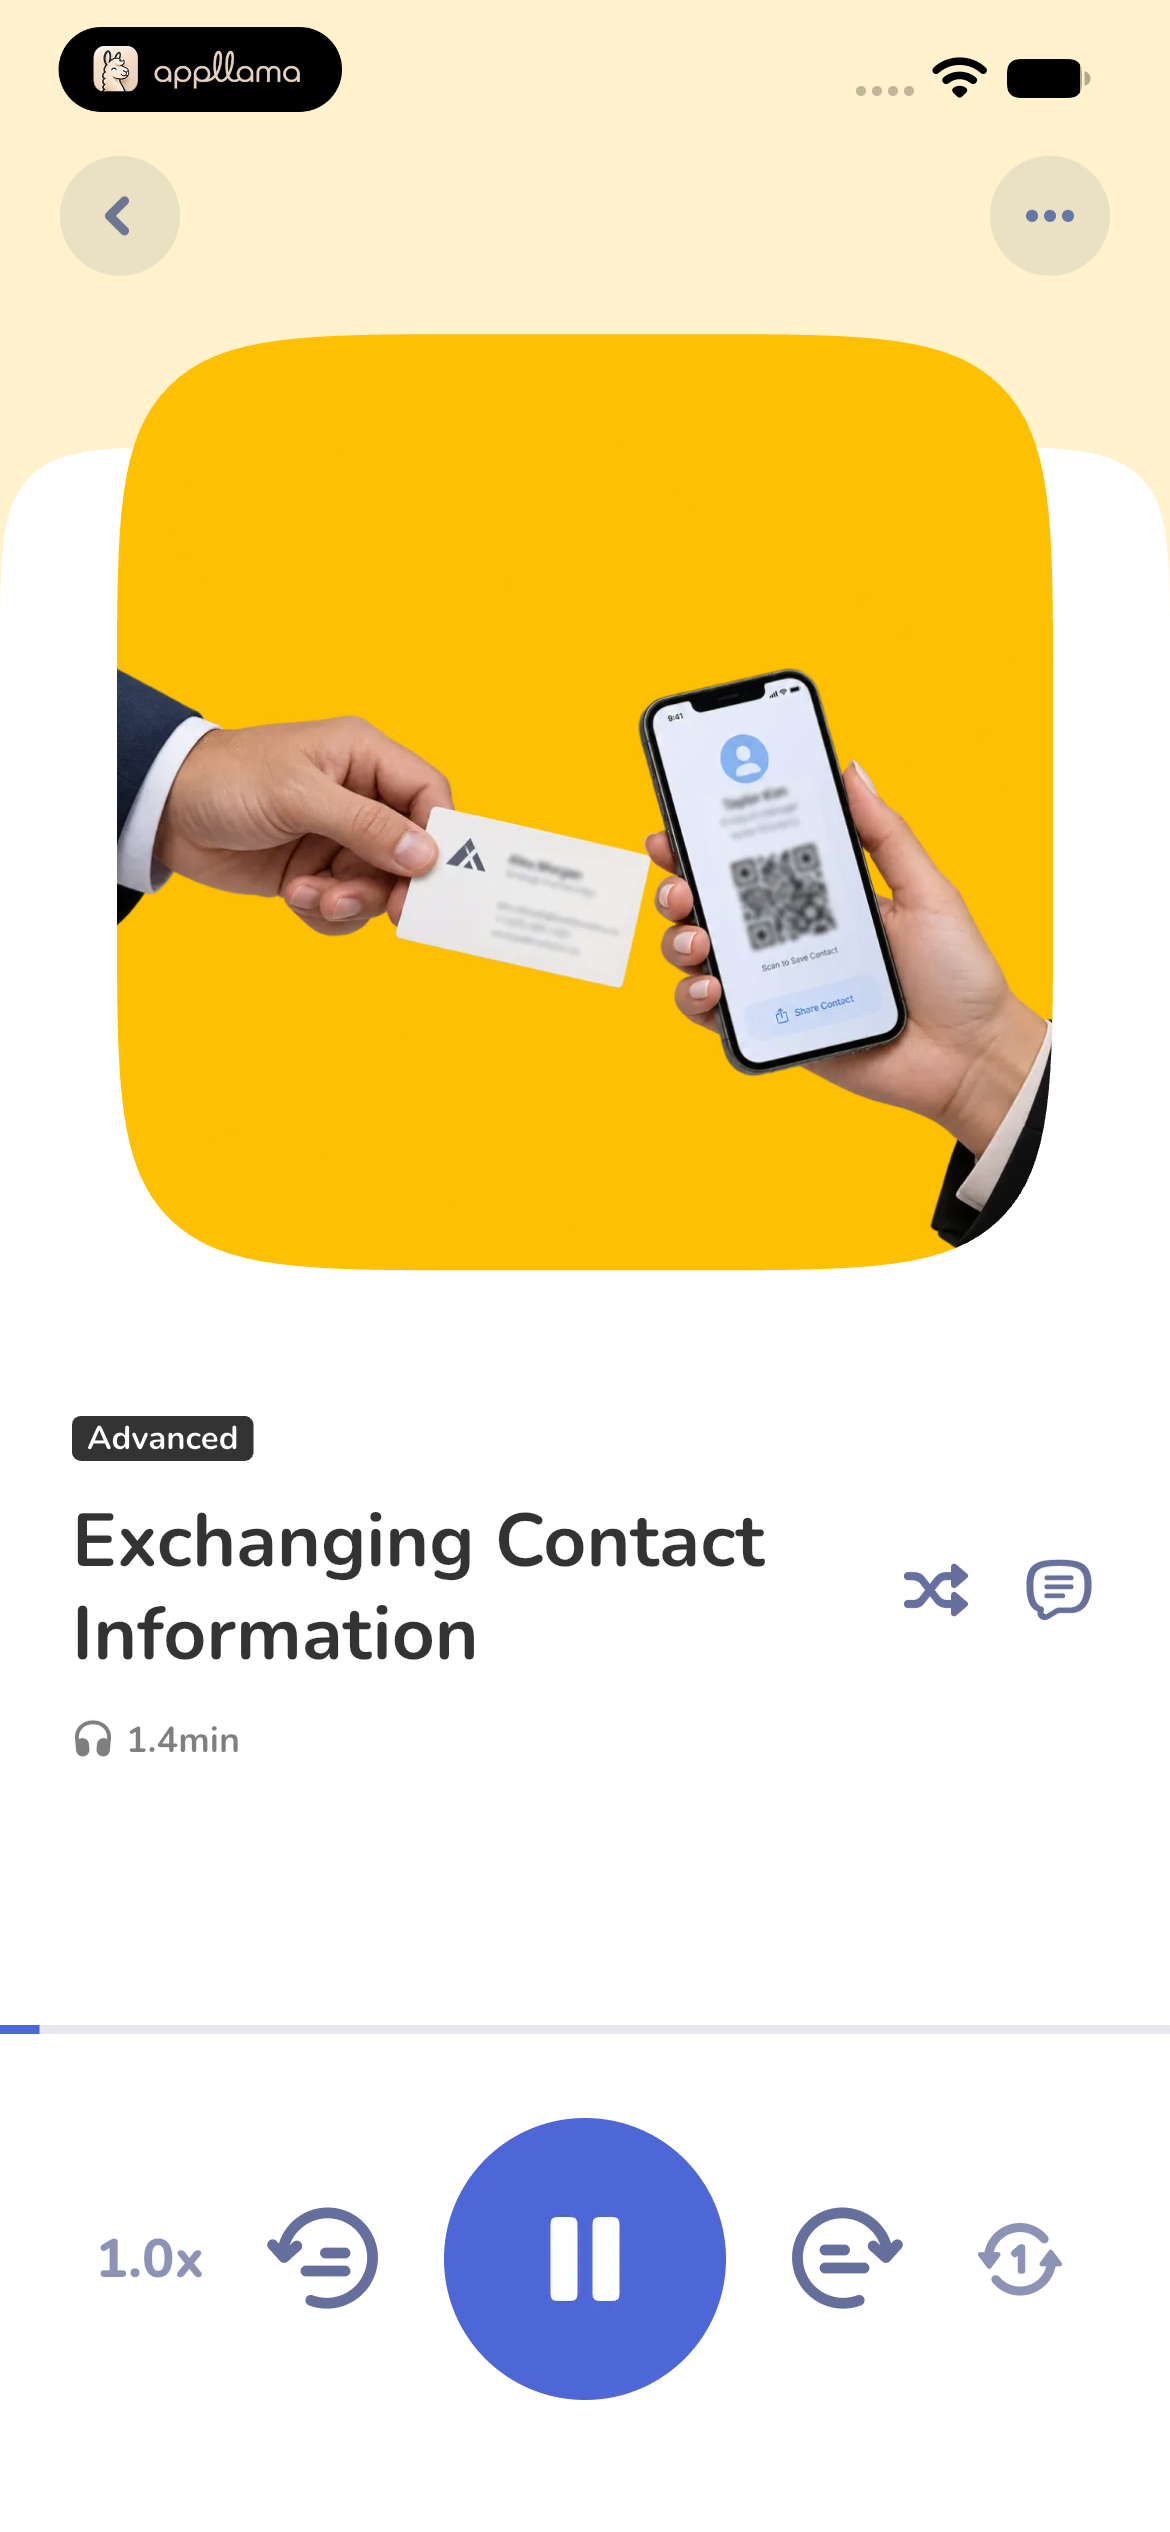 appllama
9:41
Scan to Save Contact
Share Contact
Advanced
Exchanging Contact
Information
1.4min
1.0x
1